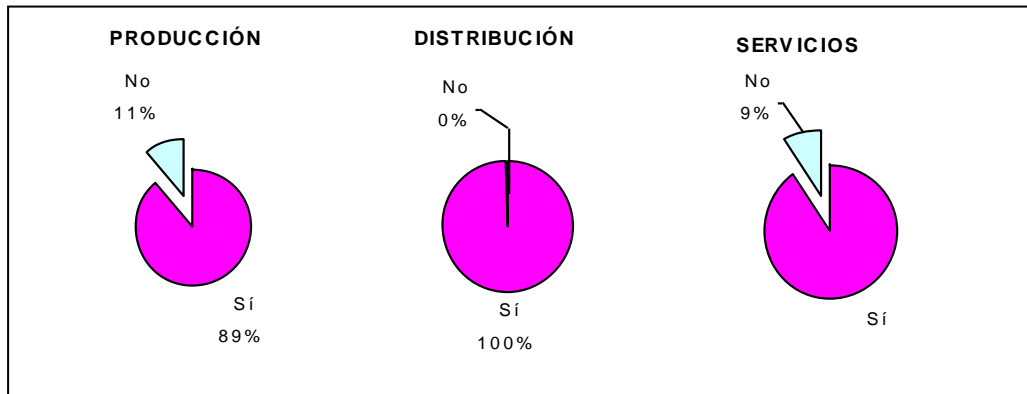 PRODUCCIÓN
No
11%
Sí
89%
DISTRIBUCIÓN
No
0%
Sí
100%
SERVICIOS
No
9%
Sí